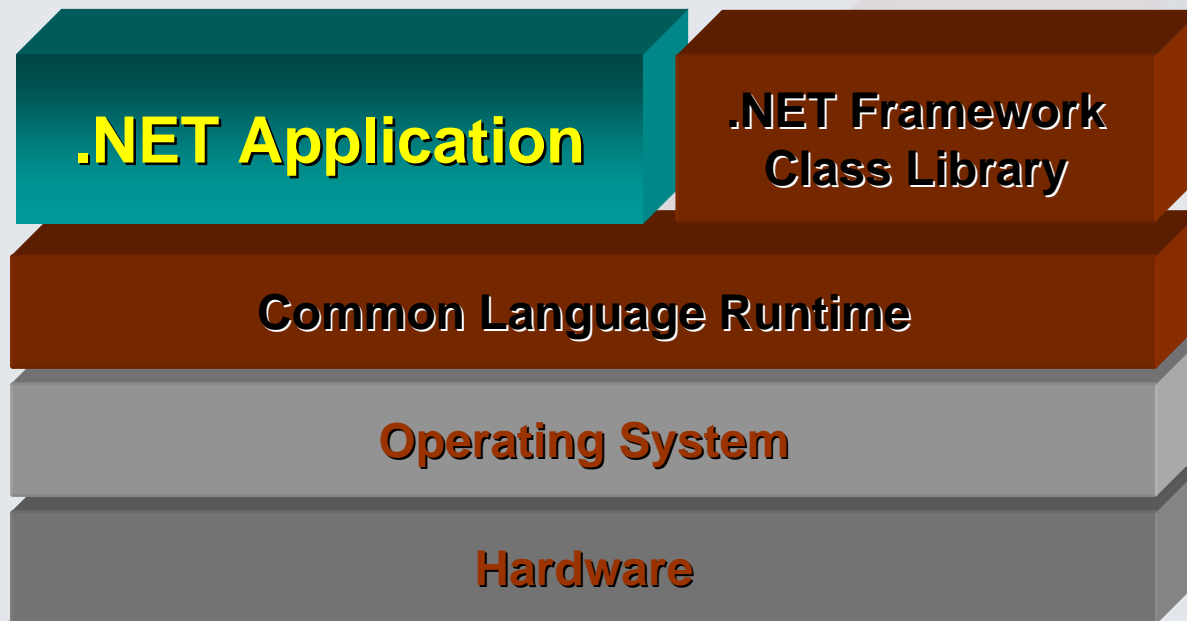 .NET Application
.NET Framework
Class Library
Common Language Runtime
Operating System
Hardware